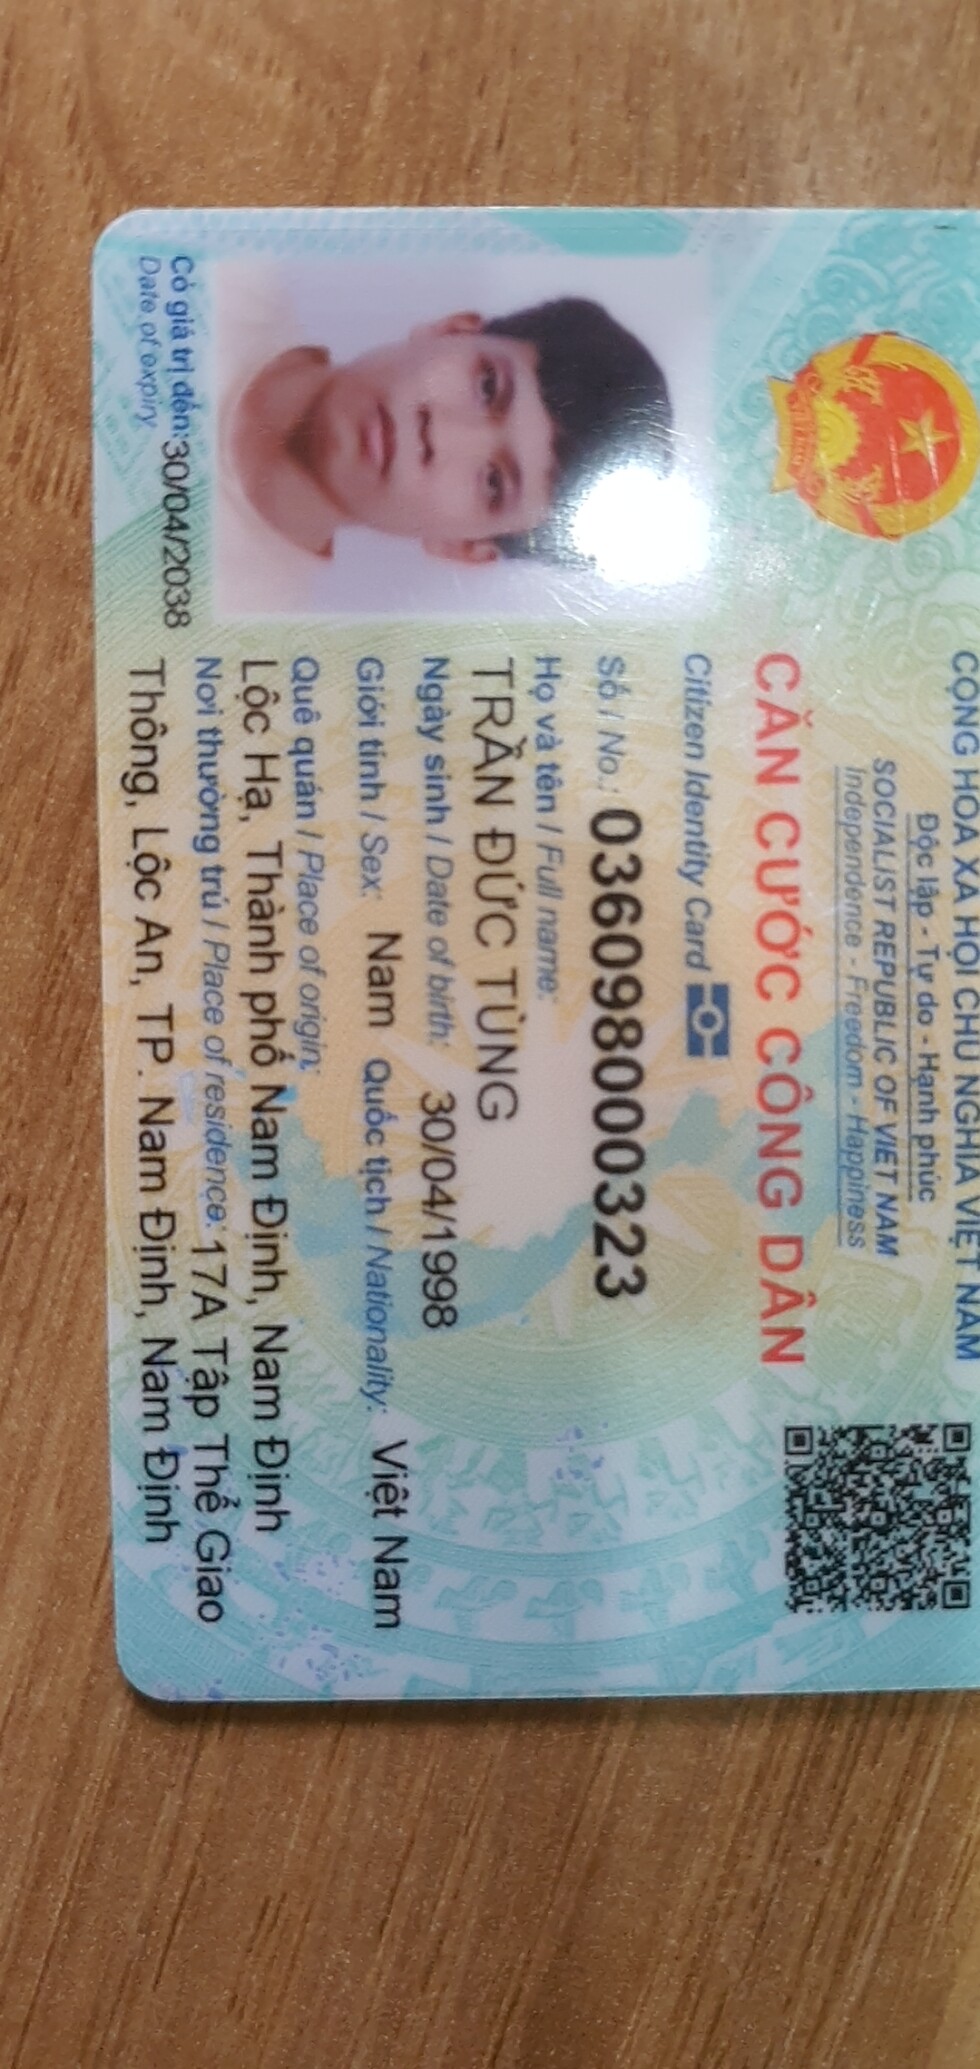 CỘNG HÒA XÃ HỘI CHỦ NGHĨA VIỆT NAM
Độc lập - Tự do - Hạnh phúc
SOCIALIST REPUBLIC OF VIET NAM
Independence - Freedom - Happiness
CĂN CƯỚC CÔNG DÂN
Citizen Identity Card
Số / No.: 036098000323
Họ và tên / Full name:
TRẦN ĐỨC TÙNG
Ngày sinh / Date of birth: 30/04/1998
Giới tính / Sex: Nam Quốc tịch / Nationality: Việt Nam
Quê quán / Place of origin:
Lộc Hạ, Thành phố Nam Định, Nam Định
Nơi thường trú / Place of residence: 17A Tập Thể Giao
Thông, Lộc An, TP. Nam Định, Nam Định
Có giá trị đến: 30/04/2038
Date of expiry